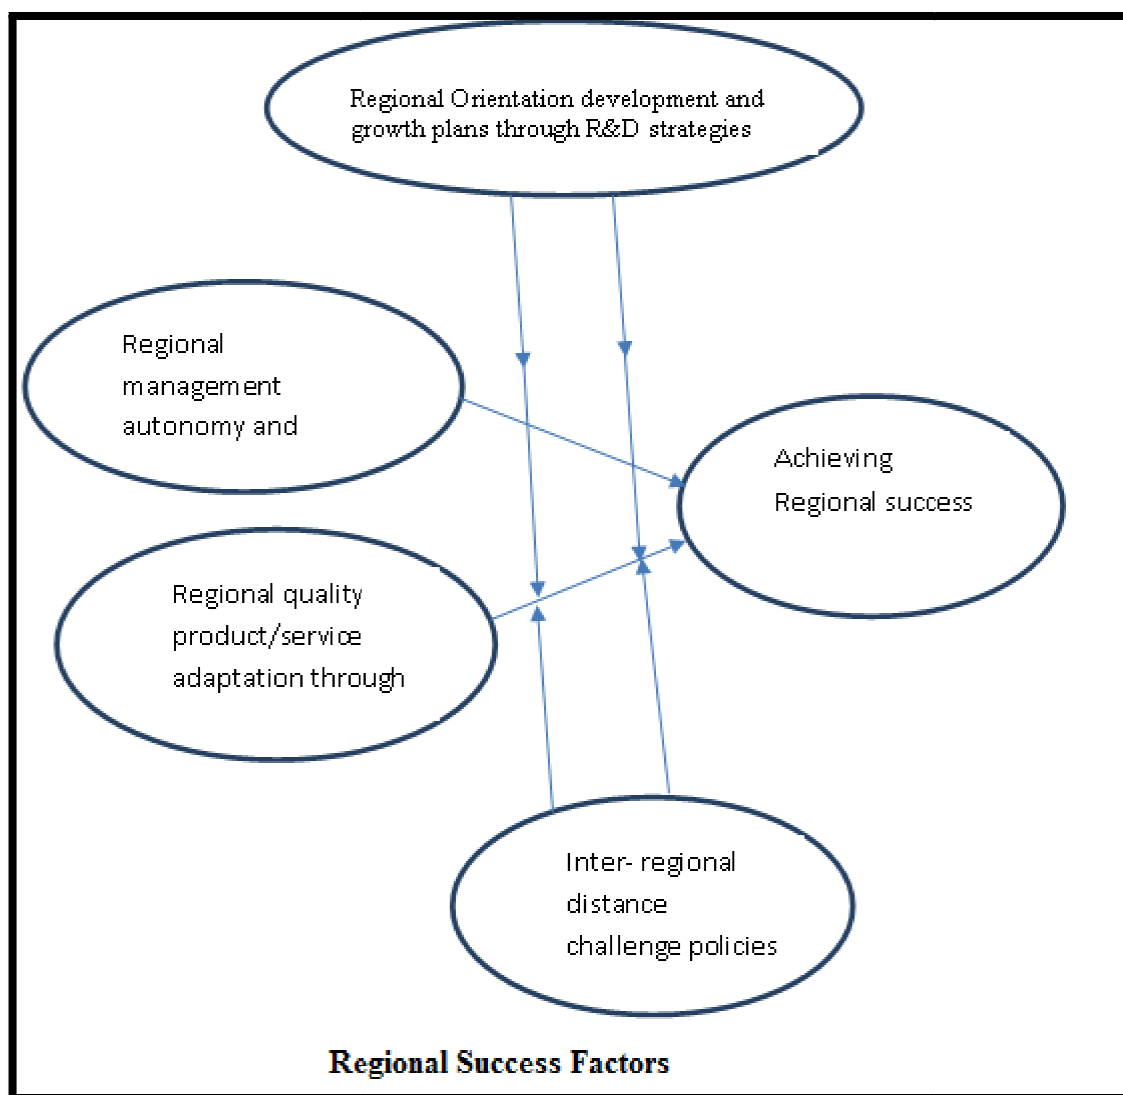 Regional Orientation development and
growth plans through R&D strategies
Regional
management
autonomy and
Achieving
Regional success
Regional quality
product/service
adaptation through
Inter- regional
distance
challenge policies
Regional Success Factors